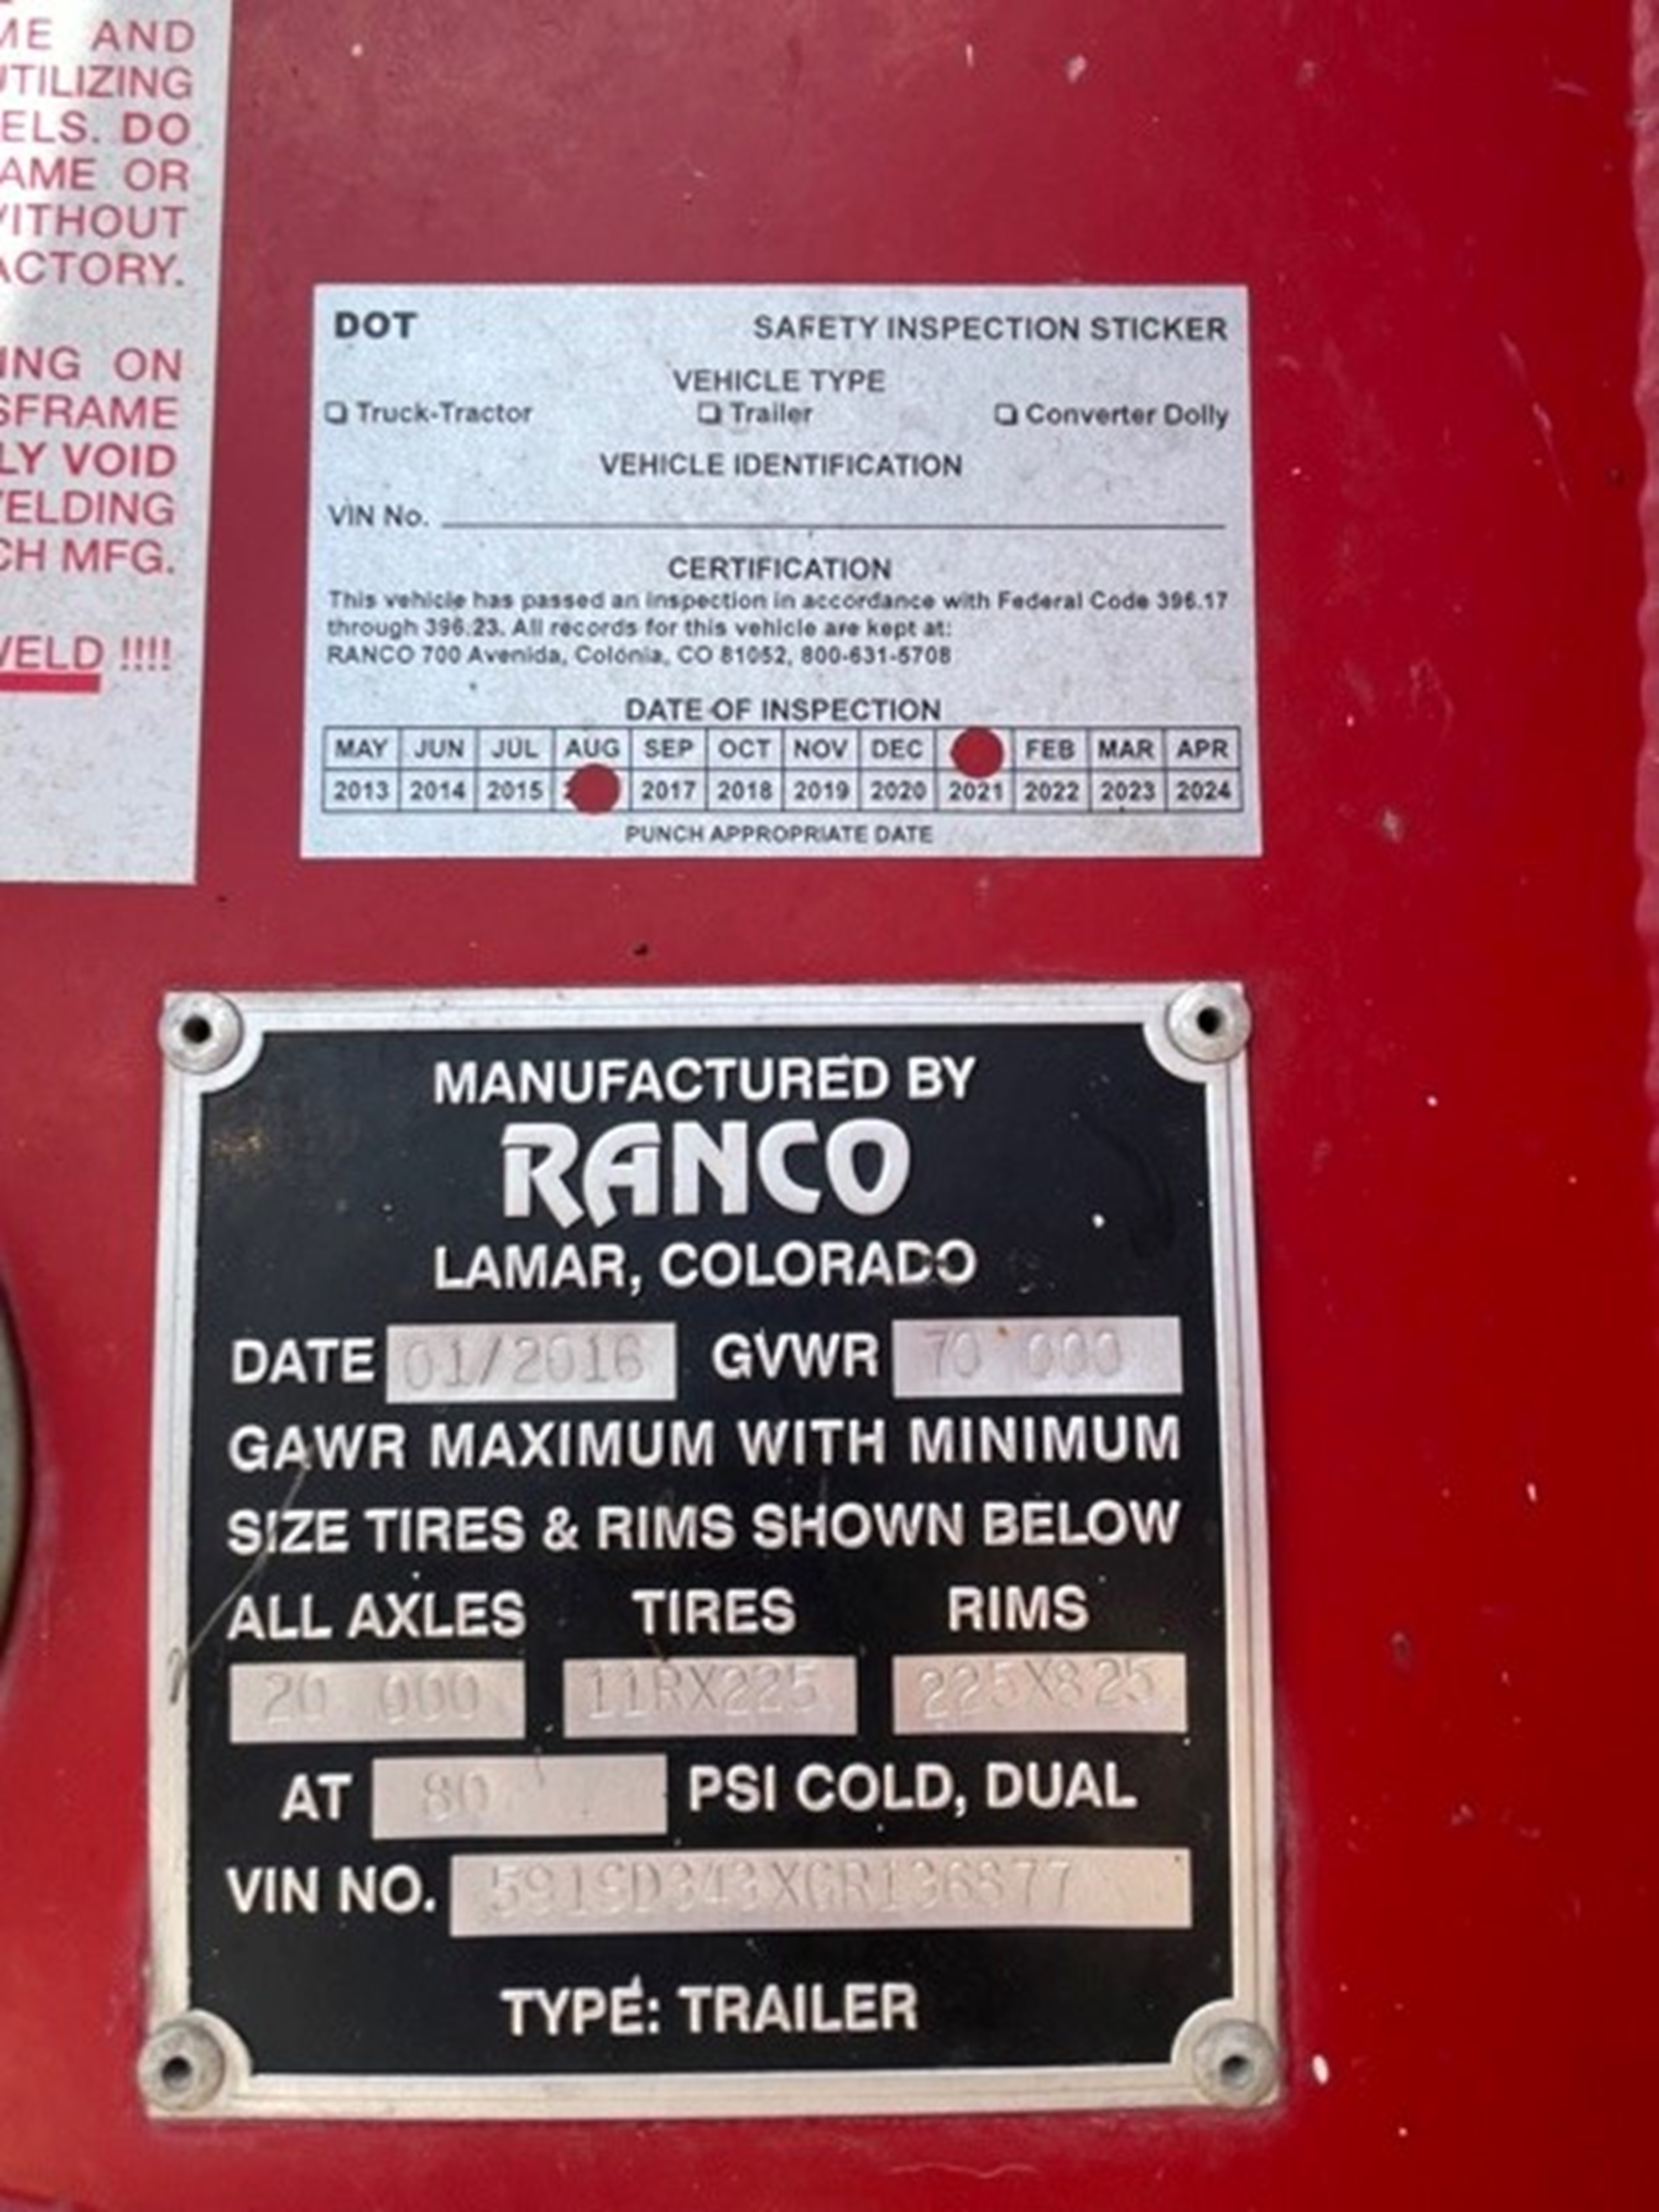 ME AND
UTILIZING
ELS. DO
AME OR
WITHOUT
ACTORY.
ING ON
SFRAME
LY VOID
WELDING
CH MFG.
WELD !!!!
DOT SAFETY INSPECTION STICKER
VEHICLE TYPE
❏ Truck-Tractor ❏ Trailer ❏ Converter Dolly
VEHICLE IDENTIFICATION
VIN No.
CERTIFICATION
This vehicle has passed an inspection in accordance with Federal Code 396.17
through 396.23. All records for this vehicle are kept at:
RANCO 700 Avenida, Colonia, CO 81052, 800-631-5708
DATE OF INSPECTION
MAY JUN JUL AUG SEP OCT NOV DEC FEB MAR APR
2013 2014 2015 2017 2018 2019 2020 2021 2022 2023 2024
PUNCH APPROPRIATE DATE
MANUFACTURED BY
RANCO
LAMAR, COLORADO
DATE 01/2016 GVWR 70 000
GAWR MAXIMUM WITH MINIMUM
SIZE TIRES & RIMS SHOWN BELOW
ALL AXLES TIRES RIMS
20 000 11RX225 225X825
AT 80 PSI COLD, DUAL
VIN NO. 591SD343XGR136877
TYPE: TRAILER